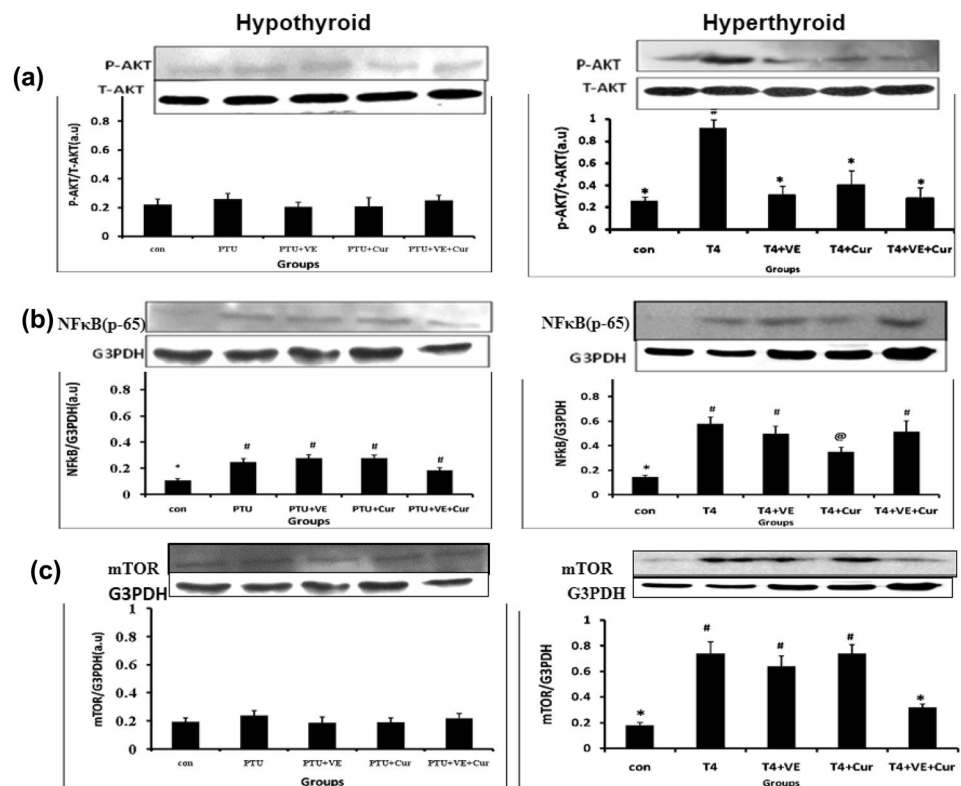 Hypothyroid
Hyperthyroid
(a)
P-AKT
T-AKT
P-AKT/T-AKT(a.u)
0.8
0.6
0.4
0.2
0
con PTU PTU+VE PTU+Cur PTU+VE+Cur
Groups
P-AKT
T-AKT
p-AKT/t-AKT(a.u)
1
0.8
0.6
0.4
0.2
0
* # * * *
con T4 T4+VE T4+Cur T4+VE+Cur
Groups
(b)
NFκB(p-65)
G3PDH
NFkB/G3PDH(a.u)
0.8
0.6
0.4
0.2
0
* # # # #
con PTU PTU+VE PTU+Cur PTU+VE+Cur
Groups
NFκB(p-65)
G3PDH
NFkB/G3PDH
0.8
0.6
0.4
0.2
0
* # # @ #
con T4 T4+VE T4+Cur T4+VE+Cur
Groups
(c)
mTOR
G3PDH
mTOR/G3PDH(a.u)
1
0.8
0.6
0.4
0.2
0
con PTU PTU+VE PTU+Cur PTU+VE+Cur
Groups
mTOR
G3PDH
mTOR/G3PDH
1
0.8
0.6
0.4
0.2
0
* # # # *
con T4 T4+VE T4+Cur T4+VE+Cur
Groups